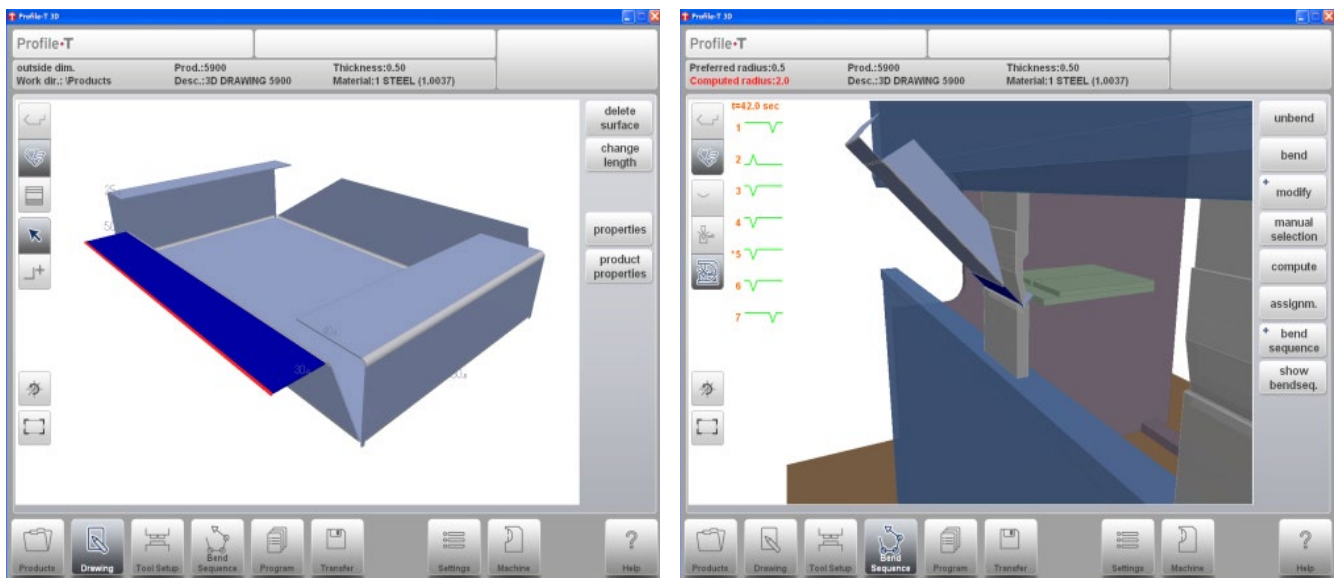 Profile-T 3D
Profile•T
outside dim.
Work dir.: \Products
Prod.:5900
Desc.:3D DRAWING 5900
Thickness:0.50
Material:1 STEEL (1.0037)
delete
surface
change
length
properties
product
properties
Products
Drawing
Tool Setup
Bend
Sequence
Program
Transfer
Settings
Machine
?
Help
Profile-T 3D
Profile•T
Preferred radius:0.5
Computed radius:2.0
Prod.:5900
Desc.:3D DRAWING 5900
Thickness:0.50
Material:1 STEEL (1.0037)
t=42.0 sec
1
2
3
4
*5
6
7
unbend
bend
+ modify
manual
selection
compute
assignm.
+ bend
sequence
show
bendseq.
Products
Drawing
Tool Setup
Bend
Sequence
Program
Transfer
Settings
Machine
?
Help